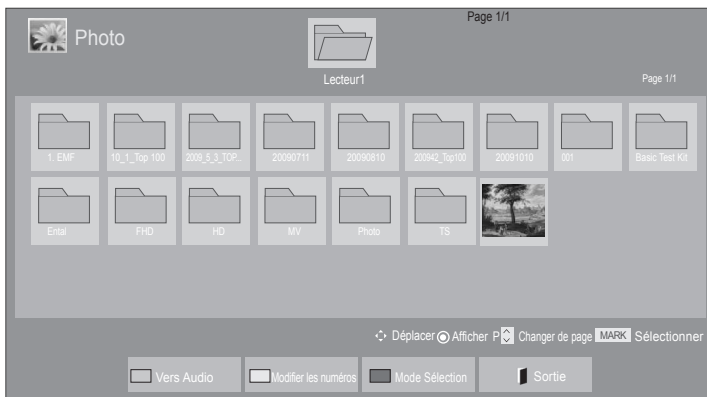 Page 1/1
Photo
Lecteur1
Page 1/1
1. EMF
10_1_Top 100
2009_5_3_TOP...
20090711
20090810
200942_Top100
20091010
001
Basic Test Kit
Ental
FHD
HD
MV
Photo
TS
Déplacer Afficher P Changer de page MARK Sélectionner
Vers Audio Modifier les numéros Mode Sélection Sortie